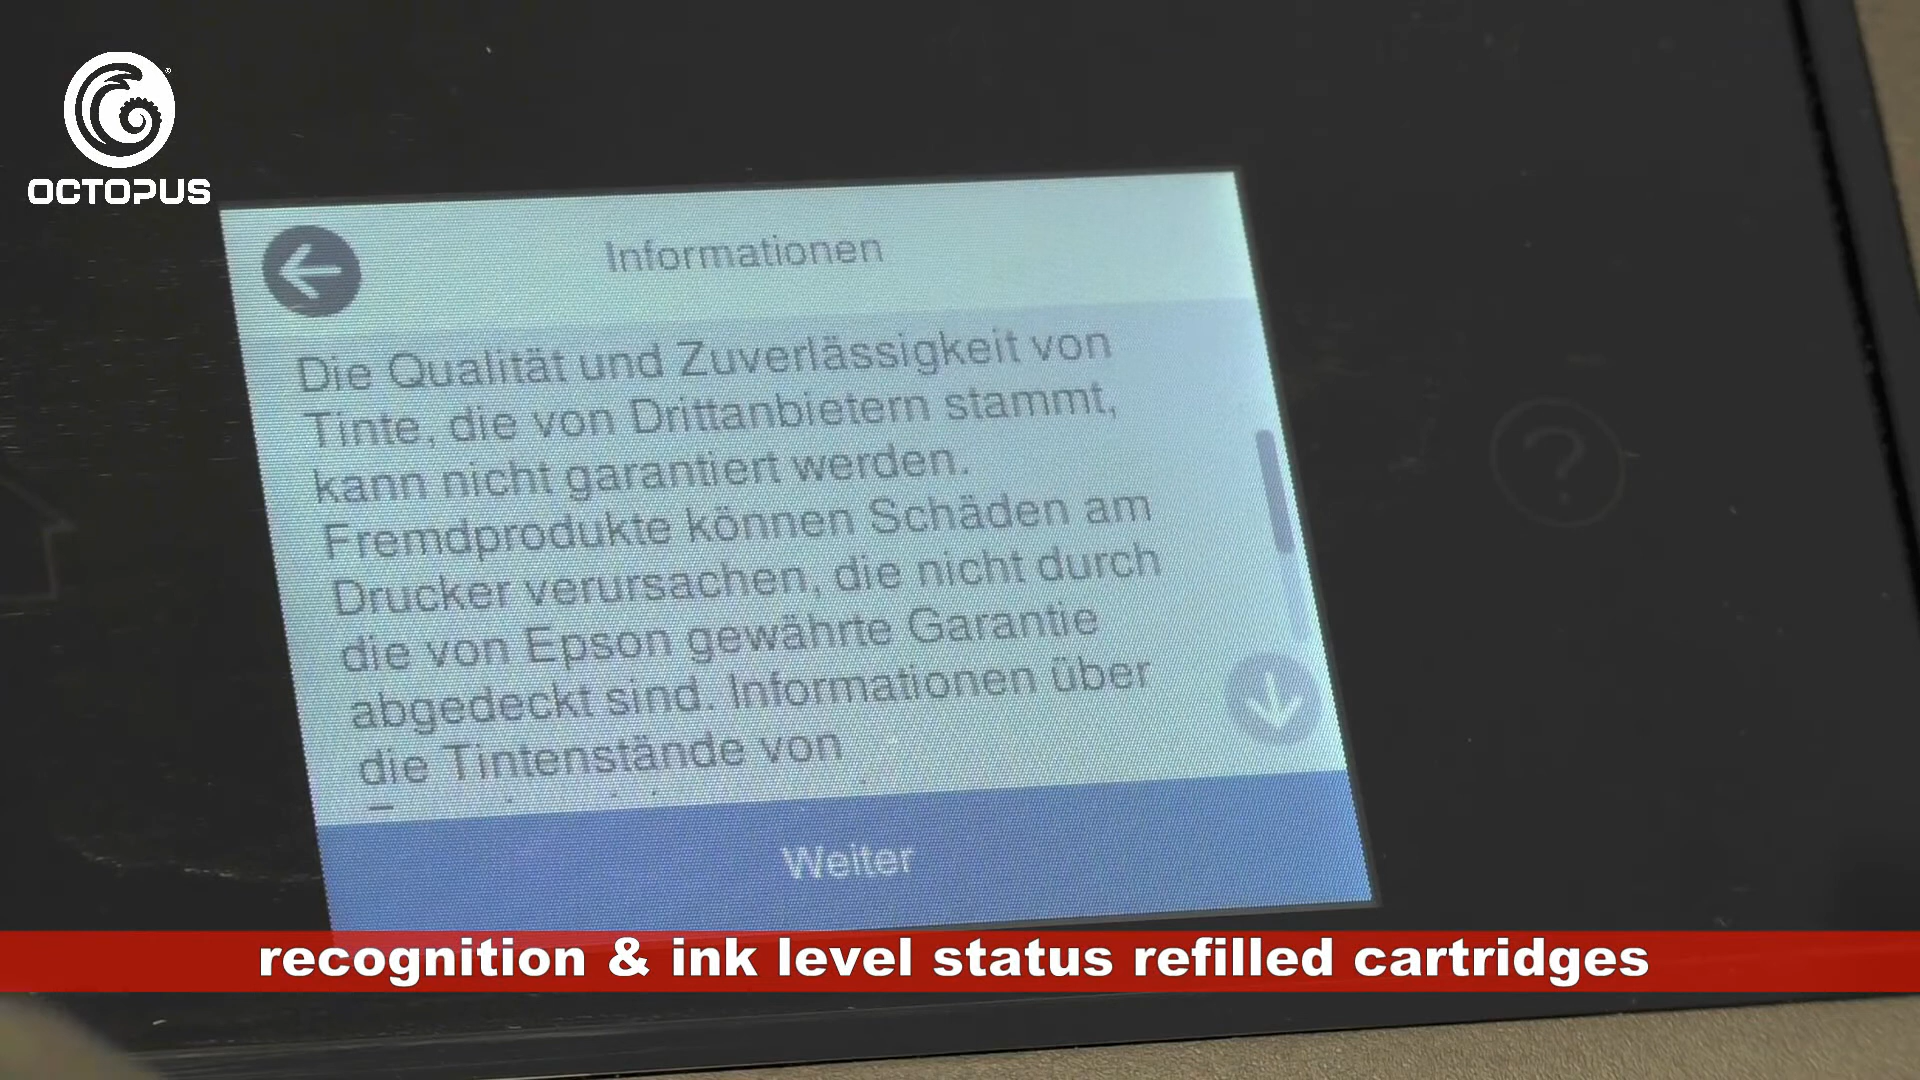 OCTOPUS
Informationen
Die Qualität und Zuverlässigkeit von
Tinte, die von Drittanbietern stammt,
kann nicht garantiert werden.
Fremdprodukte können Schäden am
Drucker verursachen, die nicht durch
die von Epson gewährte Garantie
abgedeckt sind. Informationen über
die Tintenstände von
Weiter
recognition & ink level status refilled cartridges